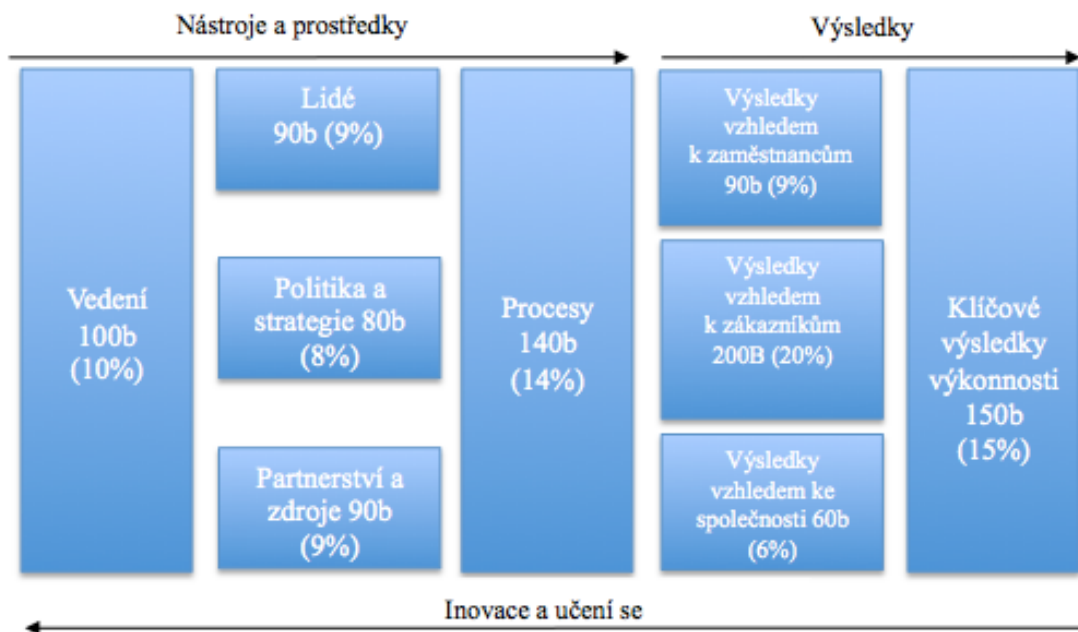 Nástroje a prostředky
Výsledky
Vedení
100b
(10%)
Lidé
90b (9%)
Politika a
strategie 80b
(8%)
Partnerství a
zdroje 90b
(9%)
Procesy
140b
(14%)
Výsledky
vzhledem
k zaměstnancům
90b (9%)
Výsledky
vzhledem
k zákazníkům
200B (20%)
Výsledky
vzhledem ke
společnosti 60b
(6%)
Klíčové
výsledky
výkonnosti
150b
(15%)
Inovace a učení se